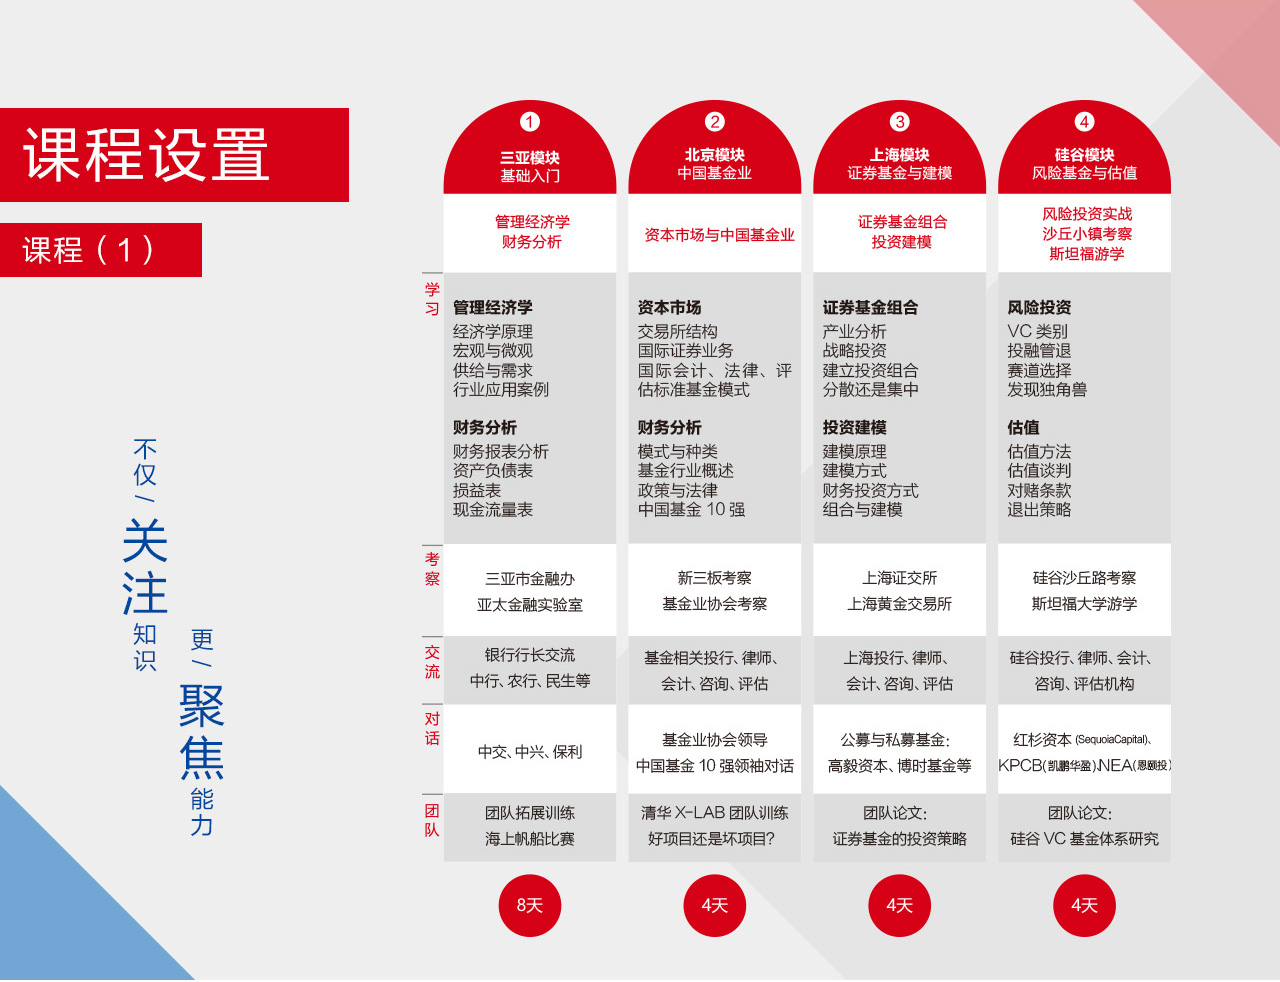 课程设置
课程（1）
不仅/
关注
知识
更/
聚焦
能力
1
三亚模块
基础入门
管理经济学
财务分析
2
北京模块
中国基金业
资本市场与中国基金业
3
上海模块
证券基金与建模
证券基金组合
投资建模
4
硅谷模块
风险基金与估值
风险投资实战
沙丘小镇考察
斯坦福游学
学习
管理经济学
经济学原理
宏观与微观
供给与需求
行业应用案例
财务分析
财务报表分析
资产负债表
损益表
现金流量表
资本市场
交易所结构
国际证券业务
国际会计、法律、评
估标准基金模式
财务分析
模式与种类
基金行业概述
政策与法律
中国基金 10 强
证券基金组合
产业分析
战略投资
建立投资组合
分散还是集中
投资建模
建模原理
建模方式
财务投资方式
组合与建模
风险投资
VC 类别
投融管退
赛道选择
发现独角兽
估值
估值方法
估值谈判
对赌条款
退出策略
考察
三亚市金融办
亚太金融实验室
新三板考察
基金业协会考察
上海证交所
上海黄金交易所
硅谷沙丘路考察
斯坦福大学游学
交流
银行行长交流
中行、农行、民生等
基金相关投行、律师、
会计、咨询、评估
上海投行、律师、
会计、咨询、评估
硅谷投行、律师、会计、
咨询、评估机构
对话
中交、中兴、保利
基金业协会领导
中国基金 10 强领袖对话
公募与私募基金：
高毅资本、博时基金等
红杉资本 (SequoiaCapital)、
KPCB(凯鹏华盈)、NEA(恩颐投)
团队
团队拓展训练
海上帆船比赛
清华 X-LAB 团队训练
好项目还是坏项目？
团队论文：
证券基金的投资策略
团队论文：
硅谷 VC 基金体系研究
8天
4天
4天
4天